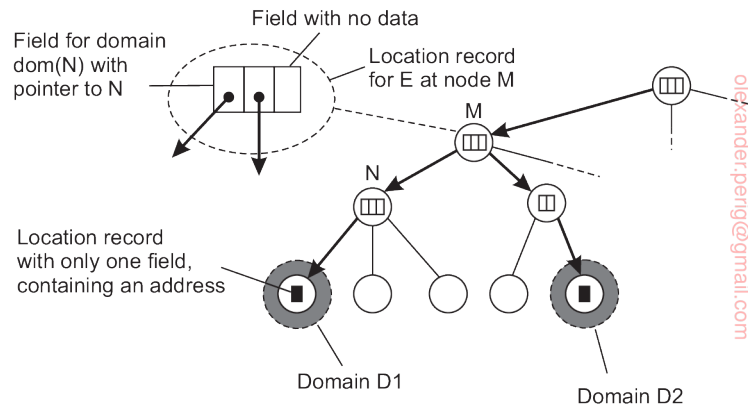 Field with no data
Field for domain
dom(N) with
pointer to N
Location record
for E at node M
M
N
Location record
with only one field,
containing an address
Domain D1
Domain D2
olexander.perig@gmail.com